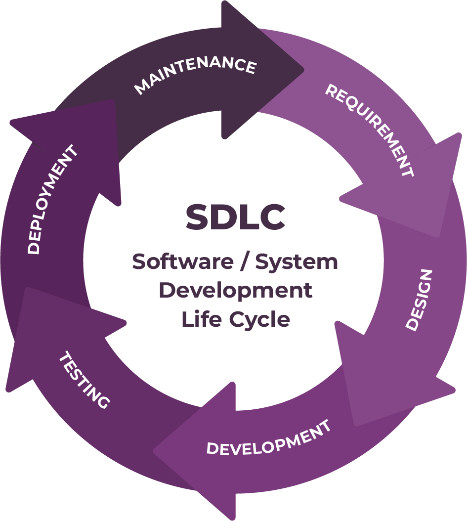 MAINTENANCE
REQUIREMENT
DESIGN
DEVELOPMENT
TESTING
DEPLOYMENT
SDLC
Software / System
Development
Life Cycle